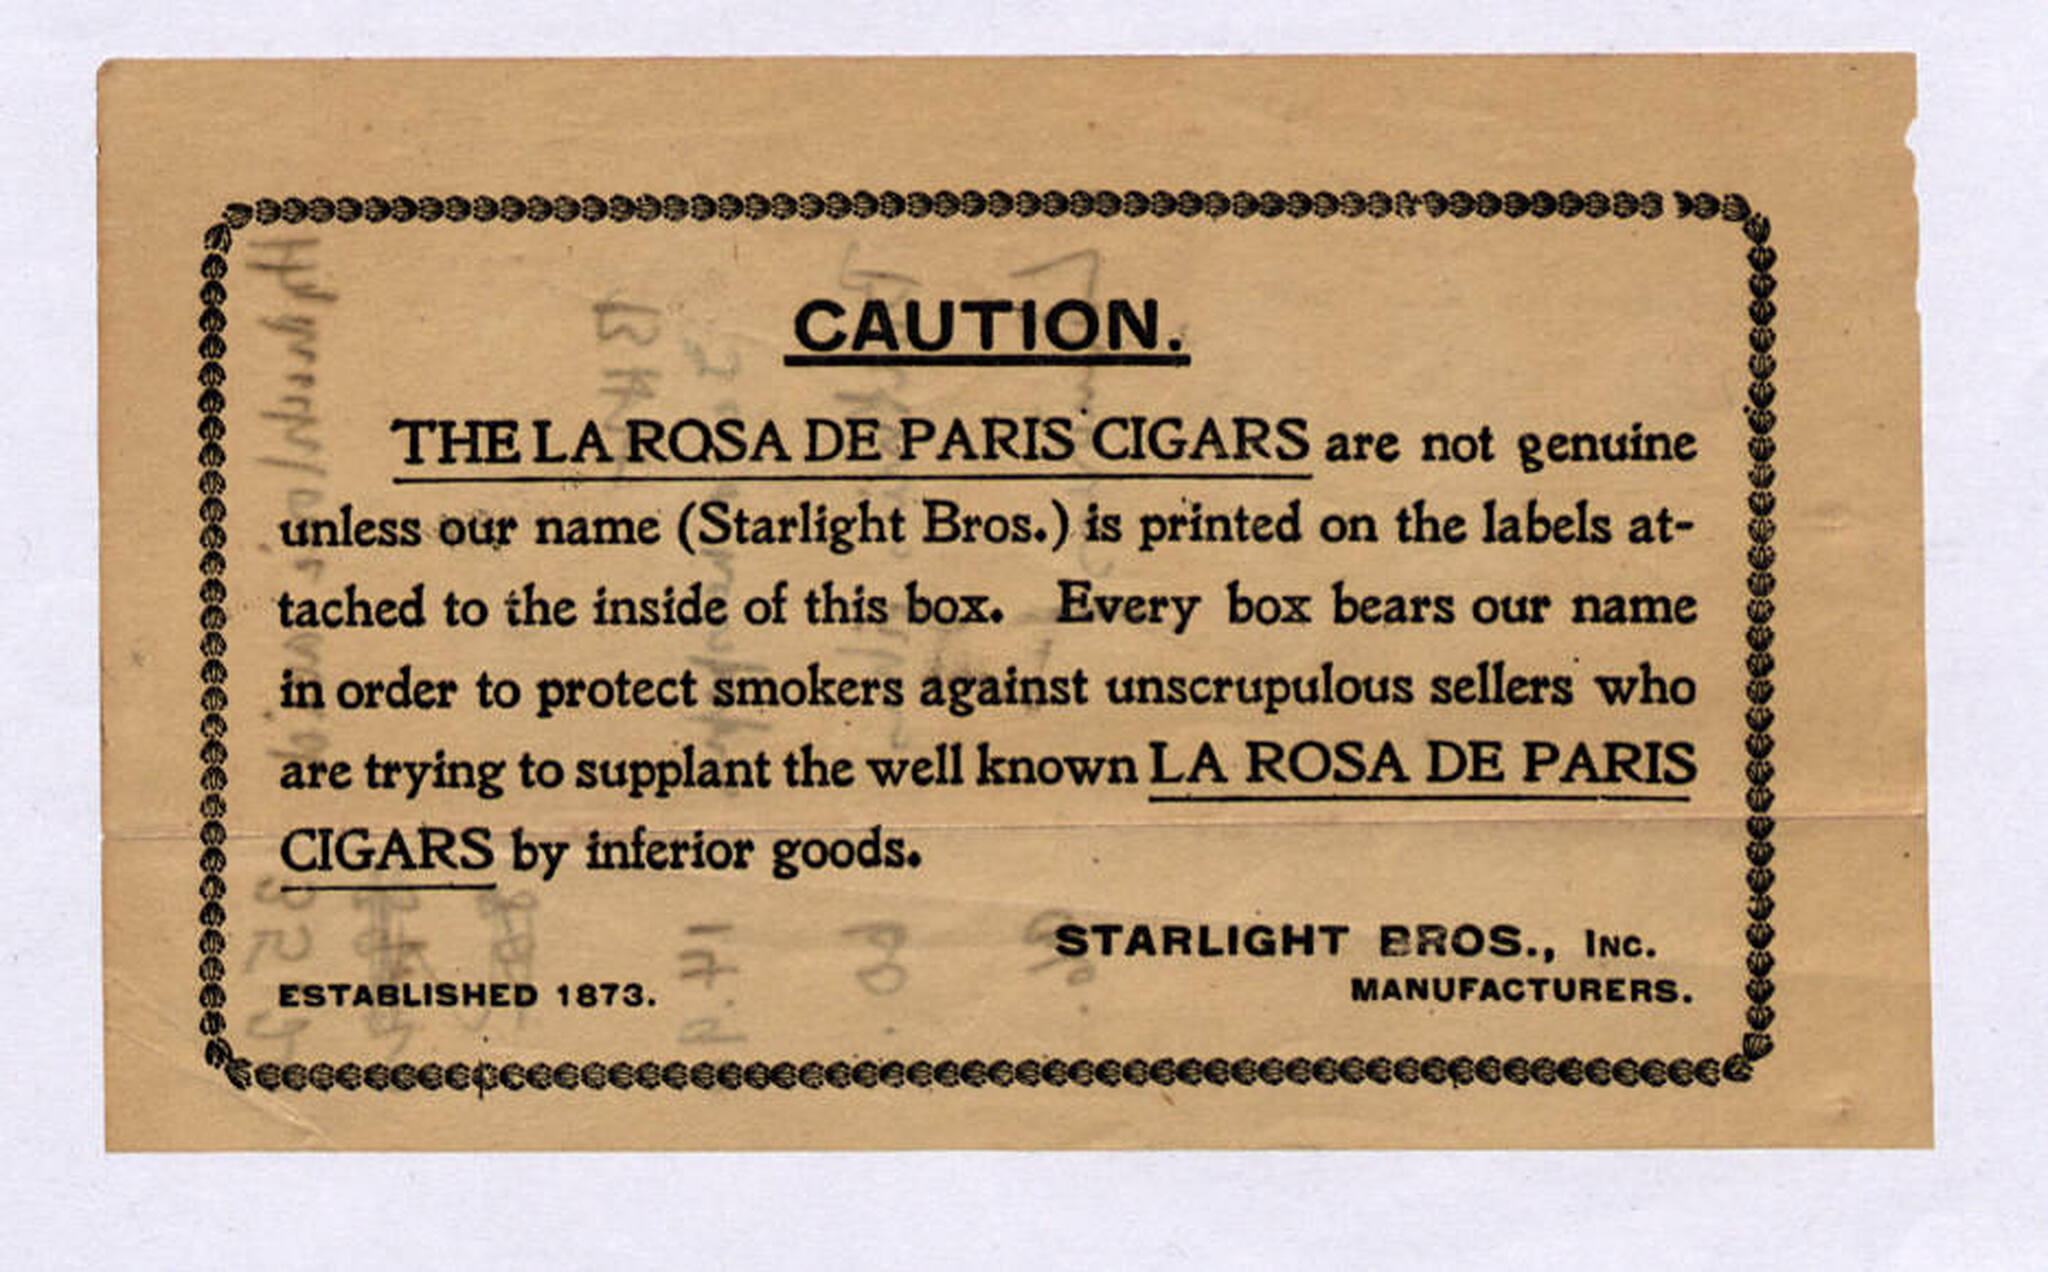 CAUTION.
THE LA ROSA DE PARIS CIGARS are not genuine
unless our name (Starlight Bros.) is printed on the labels at-
tached to the inside of this box. Every box bears our name
in order to protect smokers against unscrupulous sellers who
are trying to supplant the well known LA ROSA DE PARIS
CIGARS by inferior goods.
STARLIGHT BROS., INC.
ESTABLISHED 1873. MANUFACTURERS.